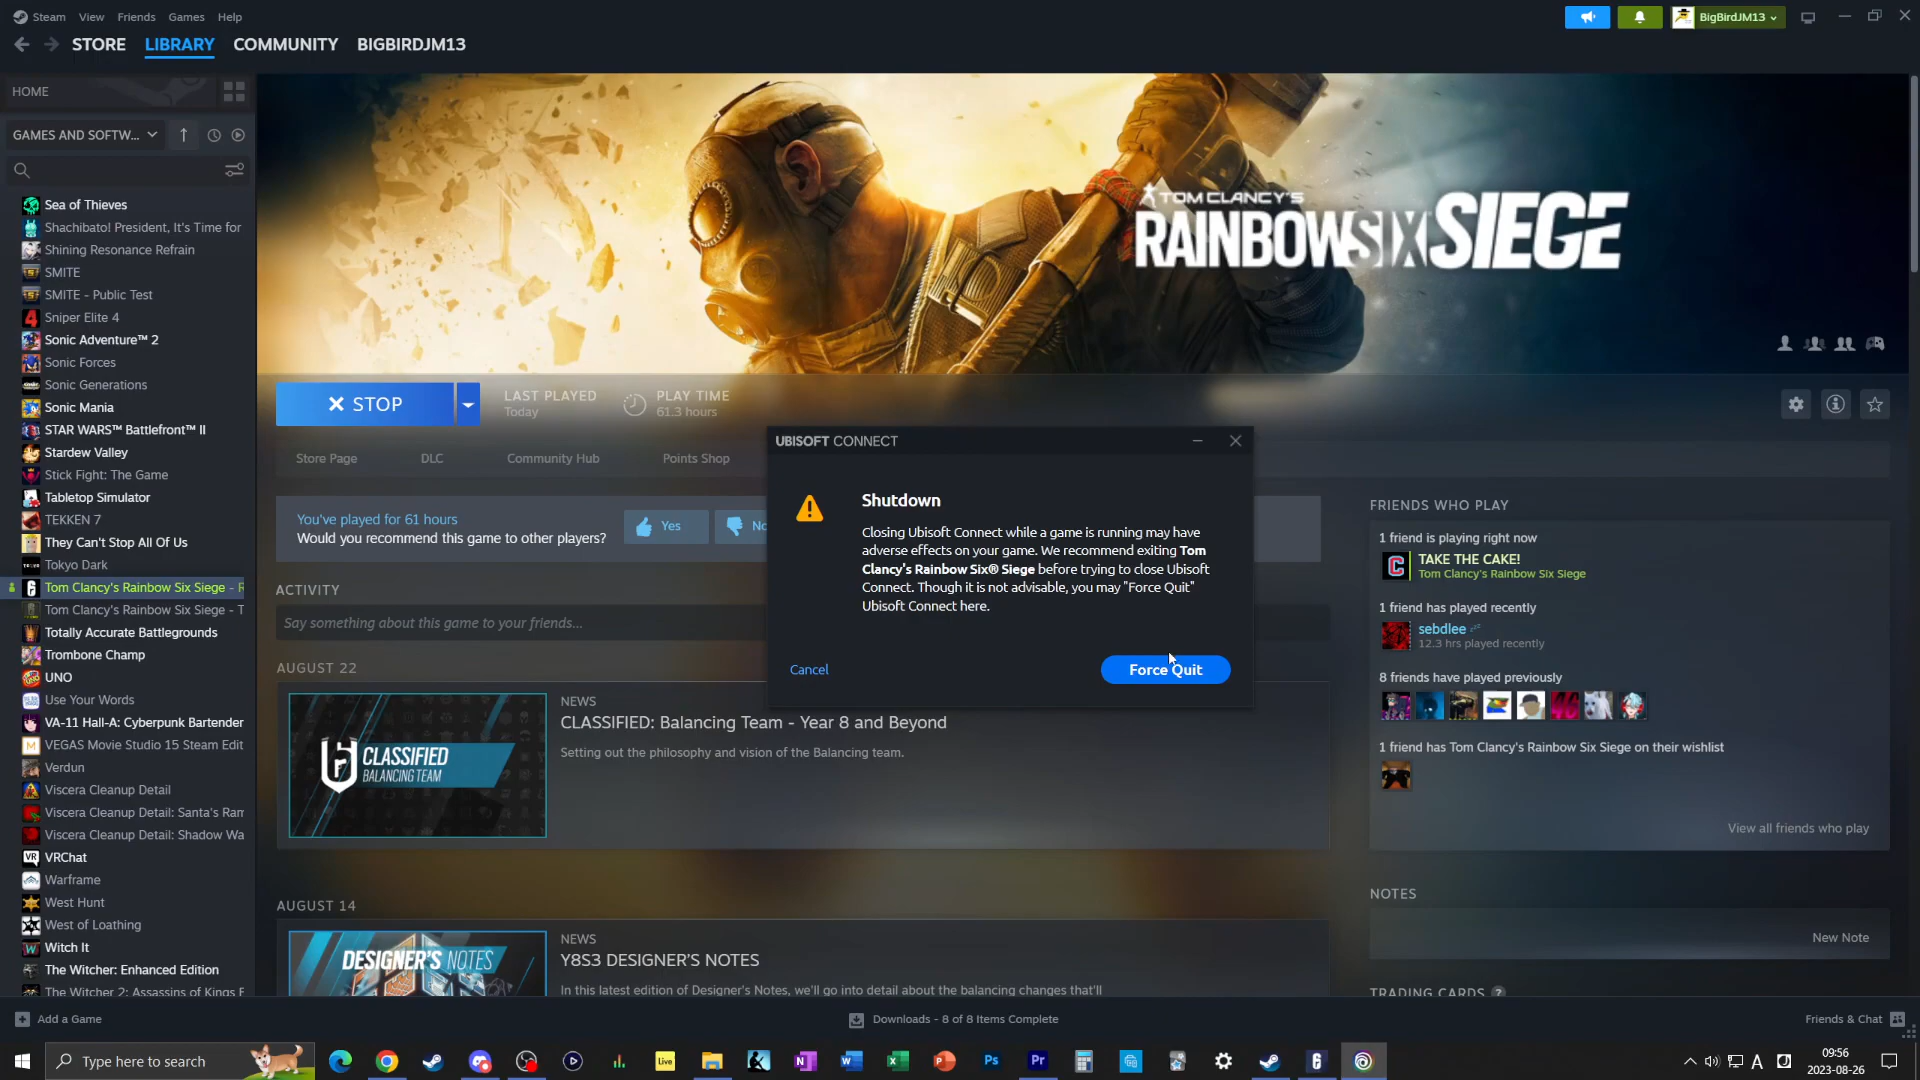 Steam View Friends Games Help
BigBirdJM13
STORE LIBRARY COMMUNITY BIGBIRDJM13
HOME
GAMES AND SOFTW...
Sea of Thieves
Shachibato! President, It's Time for
Shining Resonance Refrain
SMITE
SMITE - Public Test
Sniper Elite 4
Sonic Adventure™ 2
Sonic Forces
Sonic Generations
Sonic Mania
STAR WARS™ Battlefront™ II
Stardew Valley
Stick Fight: The Game
Tabletop Simulator
TEKKEN 7
They Can't Stop All Of Us
Tokyo Dark
Tom Clancy's Rainbow Six Siege - R
Tom Clancy's Rainbow Six Siege - T
Totally Accurate Battlegrounds
Trombone Champ
UNO
Use Your Words
VA-11 Hall-A: Cyberpunk Bartender
VEGAS Movie Studio 15 Steam Edit
Verdun
Viscera Cleanup Detail
Viscera Cleanup Detail: Santa's Ram
Viscera Cleanup Detail: Shadow Wa
VRChat
Warframe
West Hunt
West of Loathing
Witch It
The Witcher: Enhanced Edition
The Witcher 2: Assassins of Kings E
Add a Game
TOM CLANCY'S
RAINBOWSIX SIEGE
STOP
LAST PLAYED
Today
PLAY TIME
61.3 hours
Store Page DLC Community Hub Points Shop
You've played for 61 hours
Would you recommend this game to other players?
Yes No
UBISOFT CONNECT
Shutdown
Closing Ubisoft Connect while a game is running may have
adverse effects on your game. We recommend exiting Tom
Clancy's Rainbow Six® Siege before trying to close Ubisoft
Connect. Though it is not advisable, you may "Force Quit"
Ubisoft Connect here.
Cancel Force Quit
ACTIVITY
Say something about this game to your friends...
AUGUST 22
CLASSIFIED
BALANCING TEAM
NEWS
CLASSIFIED: Balancing Team - Year 8 and Beyond
Setting out the philosophy and vision of the Balancing team.
AUGUST 14
DESIGNER'S NOTES
NEWS
Y8S3 DESIGNER'S NOTES
In this latest edition of Designer's Notes, we'll go into detail about the balancing changes that'll
FRIENDS WHO PLAY
1 friend is playing right now
TAKE THE CAKE!
Tom Clancy's Rainbow Six Siege
1 friend has played recently
sebdlee
12.3 hrs played recently
8 friends have played previously
1 friend has Tom Clancy's Rainbow Six Siege on their wishlist
View all friends who play
NOTES
New Note
TRADING CARDS ?
Downloads - 8 of 8 Items Complete
Friends & Chat
Type here to search
Live
Ps
Pr
A
09:56
2023-08-26